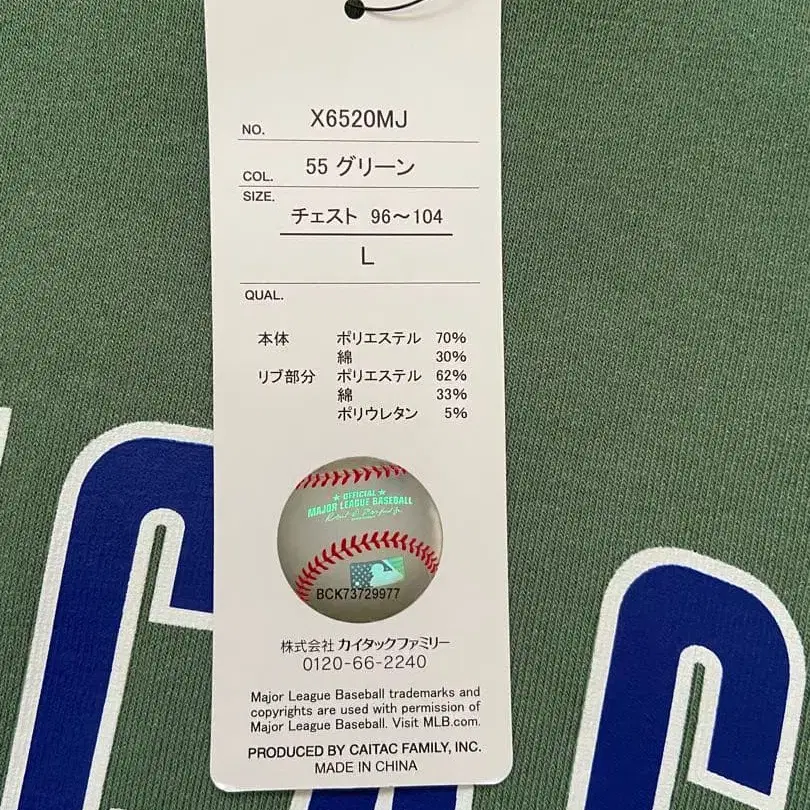 NO. X6520MJ
COL. 55 グリーン
SIZE.
チェスト 96～104
L
QUAL.
本体 ポリエステル 70%
綿 30%
リブ部分 ポリエステル 62%
綿 33%
ポリウレタン 5%
★ OFFICIAL ★
MAJOR LEAGUE BASEBALL
BCK73729977
株式会社 カイタックファミリー
0120-66-2240
Major League Baseball trademarks and
copyrights are used with permission of
Major League Baseball. Visit MLB.com.
PRODUCED BY CAITAC FAMILY, INC.
MADE IN CHINA